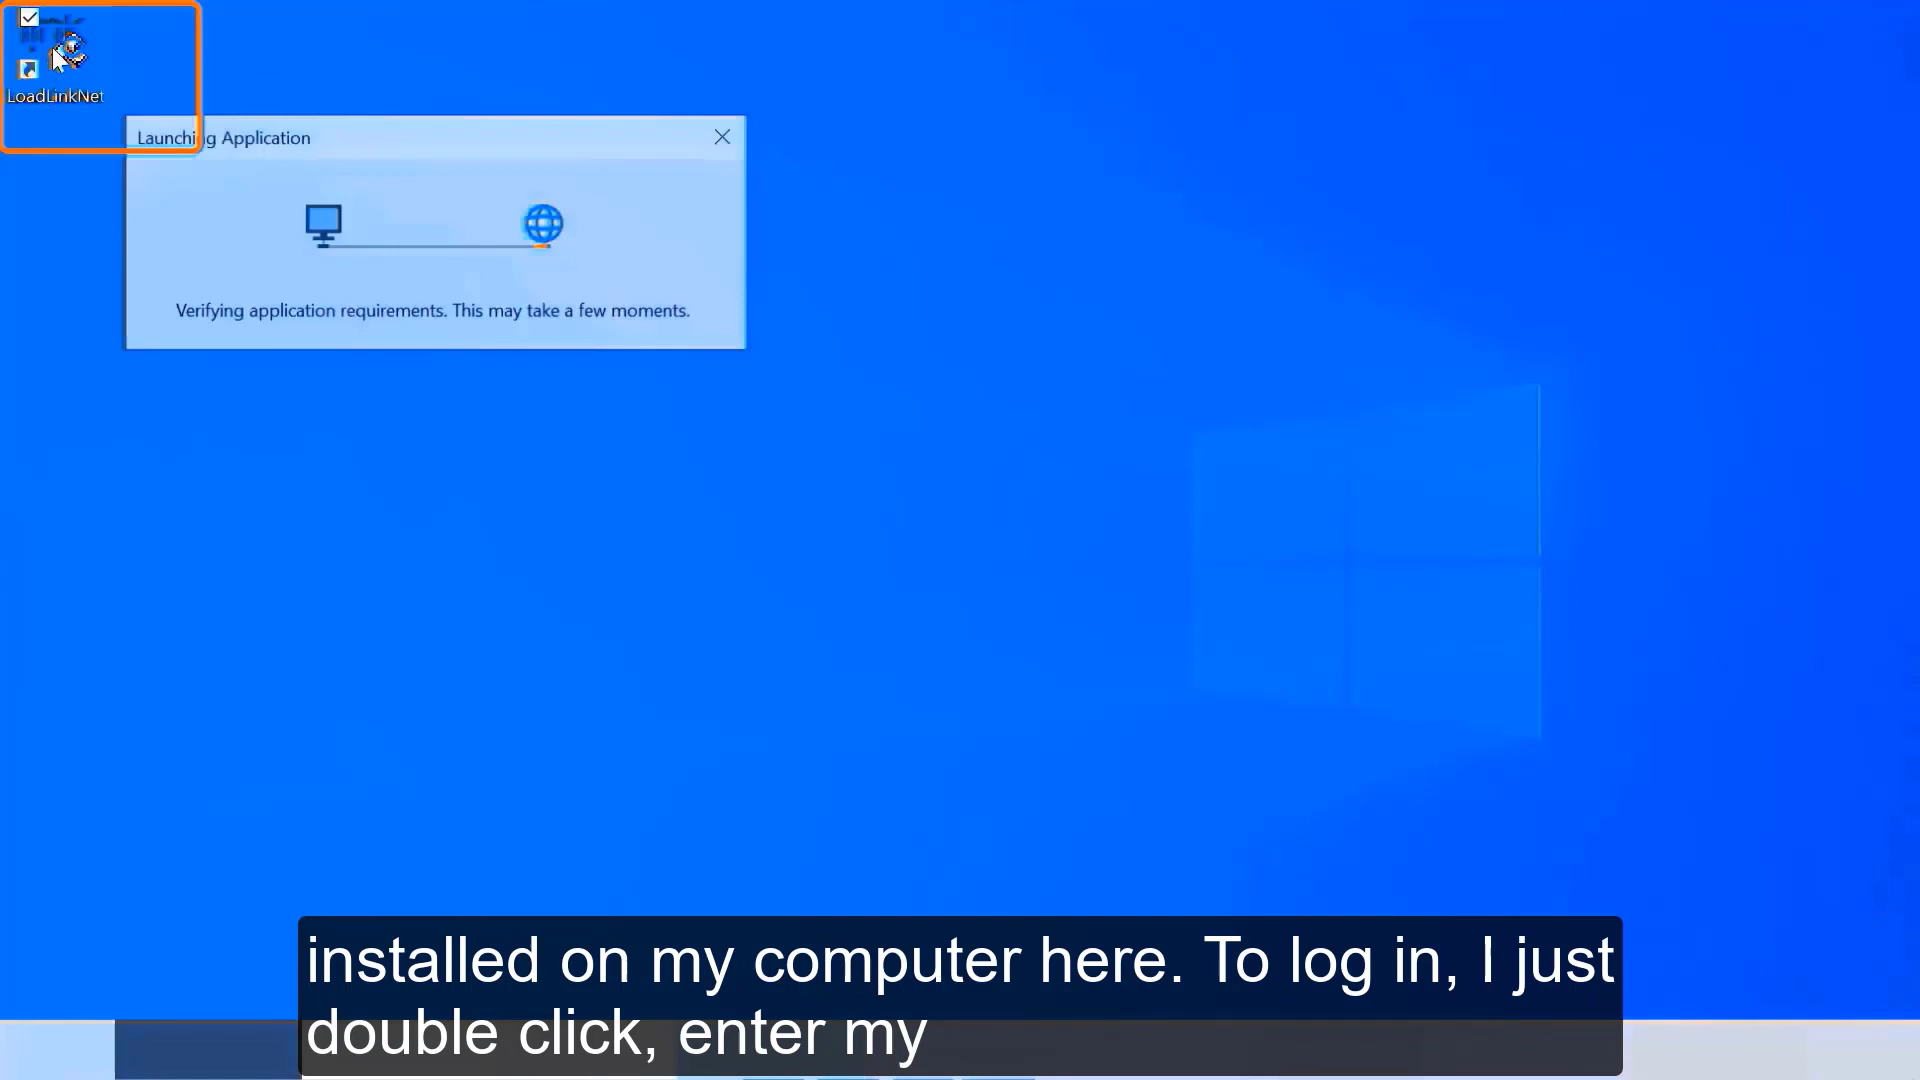 LoadLinkNet
Launching Application
Verifying application requirements. This may take a few moments.
installed on my computer here. To log in, I just
double click, enter my